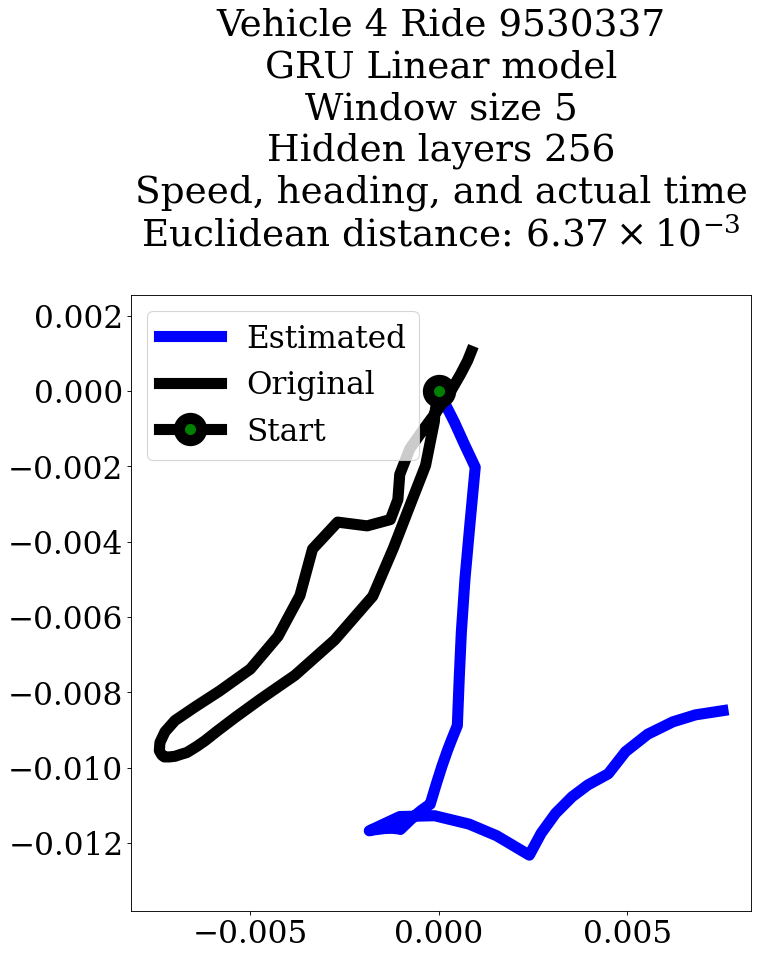 Vehicle 4 Ride 9530337
GRU Linear model
Window size 5
Hidden layers 256
Speed, heading, and actual time
Euclidean distance: 6.37 × 10⁻³
Estimated
Original
Start
0.002
0.000
−0.002
−0.004
−0.006
−0.008
−0.010
−0.012
−0.005 0.000 0.005